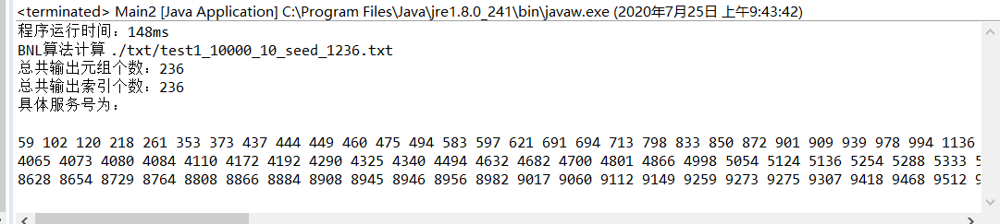 <terminated> Main2 [Java Application] C:\Program Files\Java\jre1.8.0_241\bin\javaw.exe (2020年7月25日 上午9:43:42)
程序运行时间：148ms
BNL算法计算 ./txt/test1_10000_10_seed_1236.txt
总共输出元组个数：236
总共输出索引个数：236
具体服务号为：
59 102 120 218 261 353 373 437 444 449 460 475 494 583 597 621 691 694 713 798 833 850 872 901 909 939 978 994 1136
4065 4073 4080 4084 4110 4172 4192 4290 4325 4340 4494 4632 4682 4700 4801 4866 4998 5054 5124 5136 5254 5288 5333
8628 8654 8729 8764 8808 8866 8884 8908 8945 8946 8956 8982 9017 9060 9112 9149 9259 9273 9275 9307 9418 9468 9512